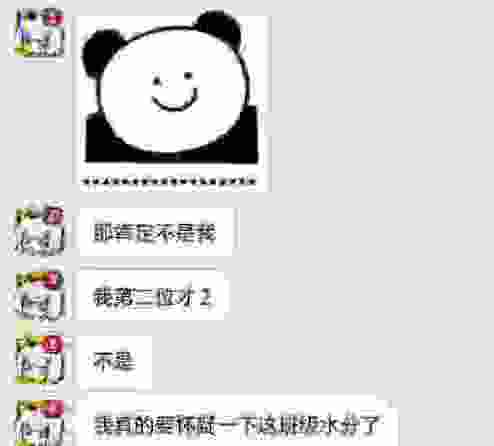 那肯定不是我
我第二位才2
不是
我真的要怀疑一下这班级水分了